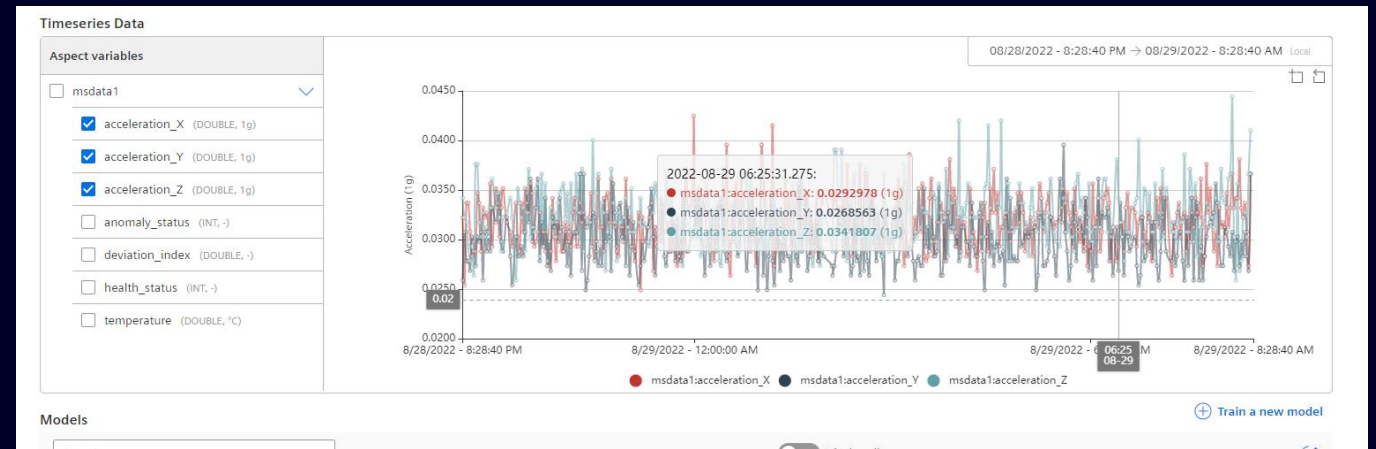 Timeseries Data
Aspect variables
08/28/2022 - 8:28:40 PM → 08/29/2022 - 8:28:40 AM Local
msdata1
acceleration_X (DOUBLE, 1g)
acceleration_Y (DOUBLE, 1g)
acceleration_Z (DOUBLE, 1g)
anomaly_status (INT, -)
deviation_index (DOUBLE, -)
health_status (INT, -)
temperature (DOUBLE, °C)
Acceleration (1g)
0.0450
0.0400
0.0350
0.0300
0.0250
0.02
0.0200
2022-08-29 06:25:31.275:
msdata1:acceleration_X: 0.0292978 (1g)
msdata1:acceleration_Y: 0.0268563 (1g)
msdata1:acceleration_Z: 0.0341807 (1g)
8/28/2022 - 8:28:40 PM
8/29/2022 - 12:00:00 AM
8/29/2022 - 6
M
06:25
08-29
8/29/2022 - 8:28:40 AM
msdata1:acceleration_X msdata1:acceleration_Y msdata1:acceleration_Z
Train a new model
Models